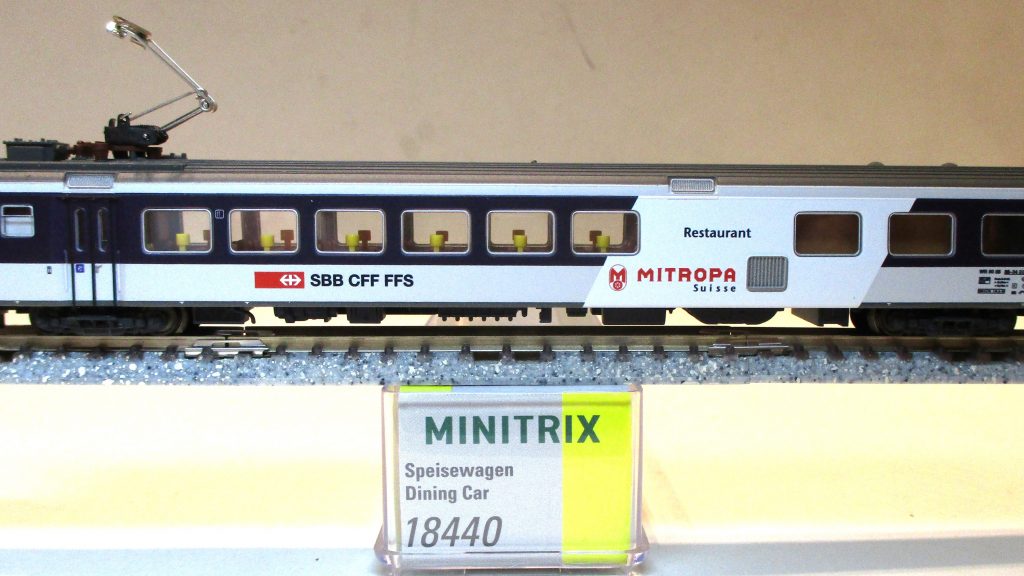 Restaurant
SBB CFF FFS
MITROPA
Suisse
MINITRIX
Speisewagen
Dining Car
18440